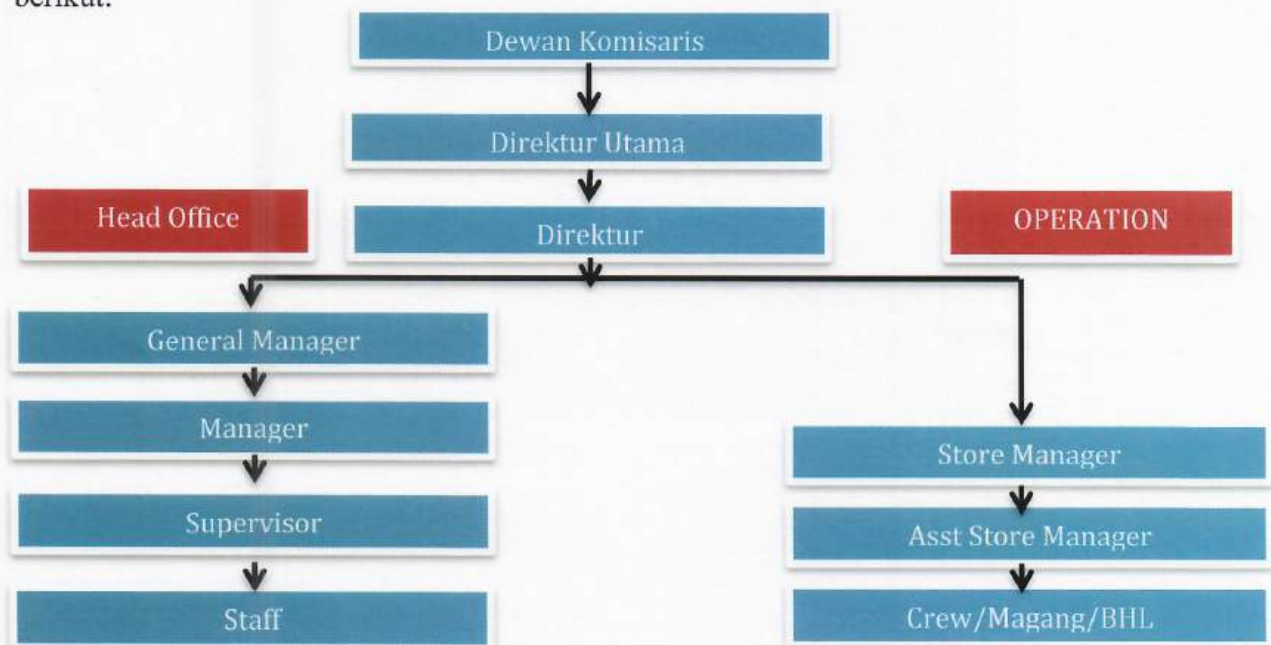 berikut:
Dewan Komisaris
Direktur Utama
Head Office
Direktur
OPERATION
General Manager
Manager
Supervisor
Staff
Store Manager
Asst Store Manager
Crew/Magang/BHL